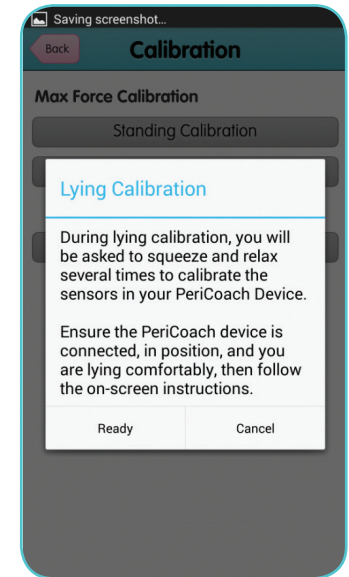 Saving screenshot...
Back
Calibration
Max Force Calibration
Standing Calibration
Lying Calibration
During lying calibration, you will
be asked to squeeze and relax
several times to calibrate the
sensors in your PeriCoach Device.
Ensure the PeriCoach device is
connected, in position, and you
are lying comfortably, then follow
the on-screen instructions.
Ready
Cancel